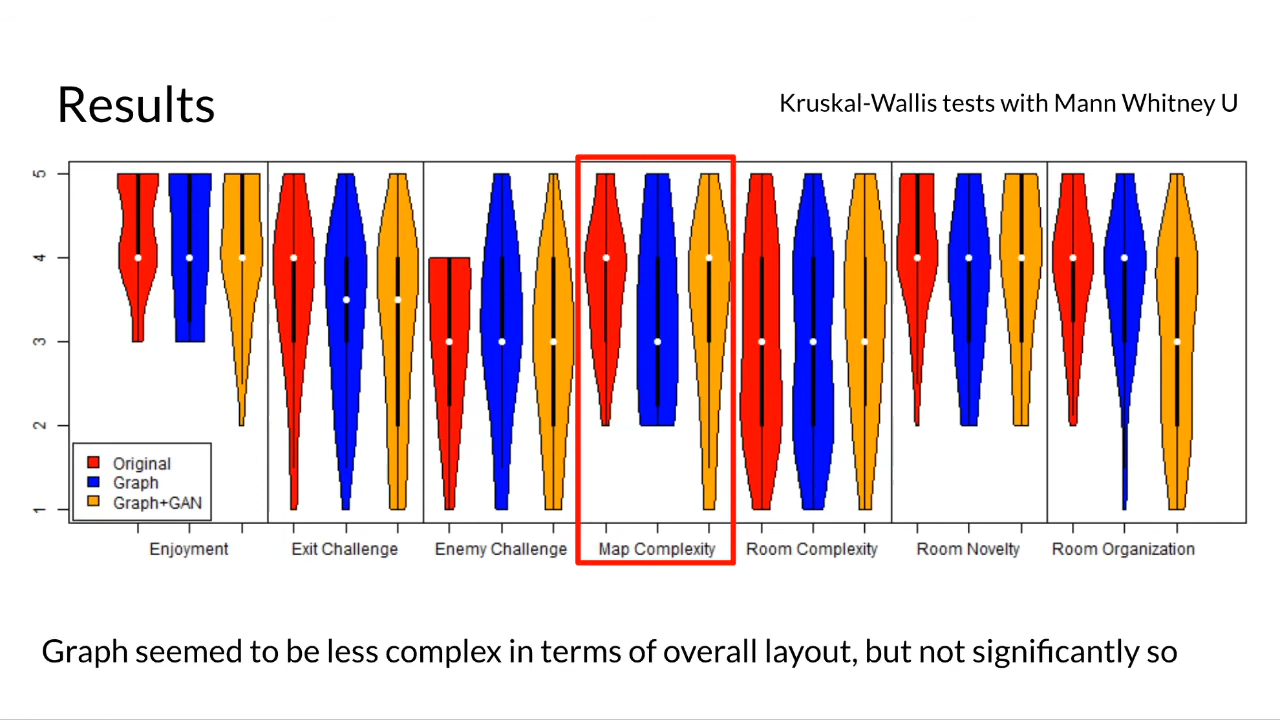 Results
Kruskal-Wallis tests with Mann Whitney U
5
4
3
2
1
Original
Graph
Graph+GAN
Enjoyment
Exit Challenge
Enemy Challenge
Map Complexity
Room Complexity
Room Novelty
Room Organization
Graph seemed to be less complex in terms of overall layout, but not significantly so